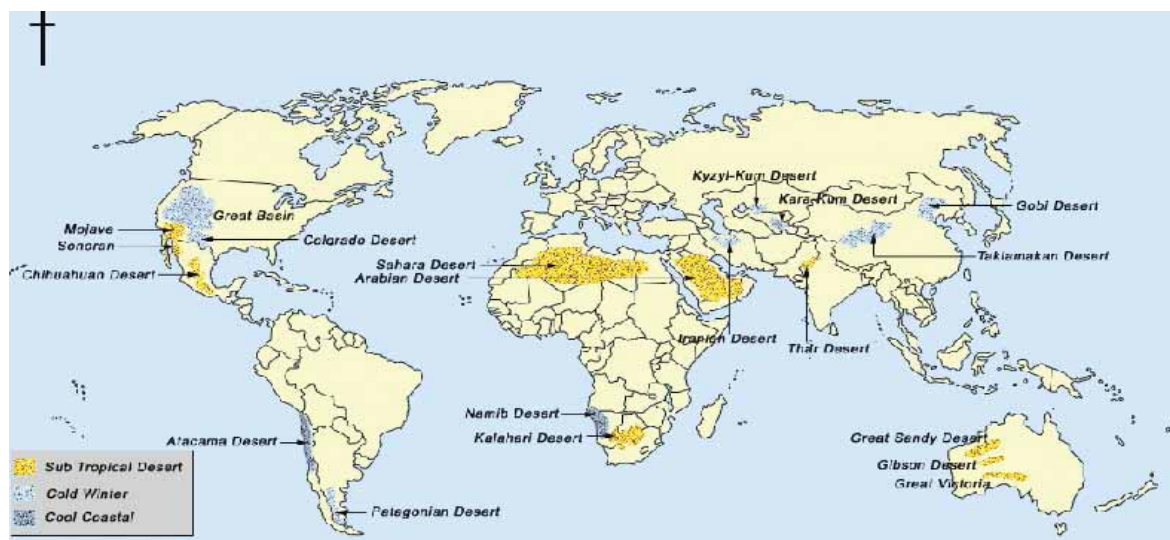 Kyzyl-Kum Desert
Kara-Kum Desert
Gobi Desert
Great Basin
Mojave
Sonoran
Colorado Desert
Taklamakan Desert
Chihuahuan Desert
Sahara Desert
Arabian Desert
Iranian Desert
Thar Desert
Namib Desert
Kalahari Desert
Atacama Desert
Great Sandy Desert
Gibson Desert
Great Victoria
Patagonian Desert
Sub Tropical Desert
Cold Winter
Cool Coastal